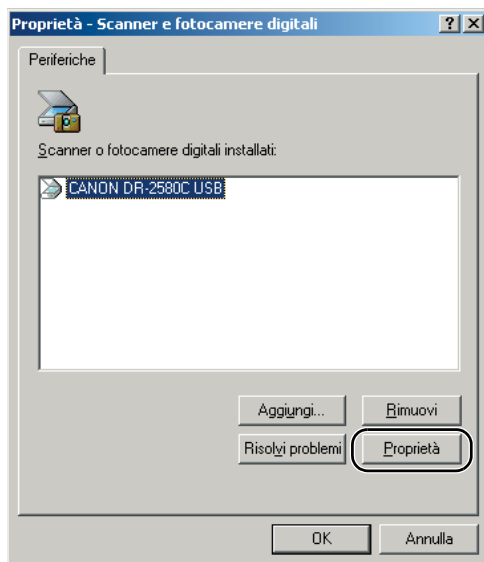 Proprietà - Scanner e fotocamere digitali
Periferiche
Scanner o fotocamere digitali installati:
CANON DR-2580C USB
Aggiungi... Rimuovi
Risolvi problemi Proprietà
OK Annulla